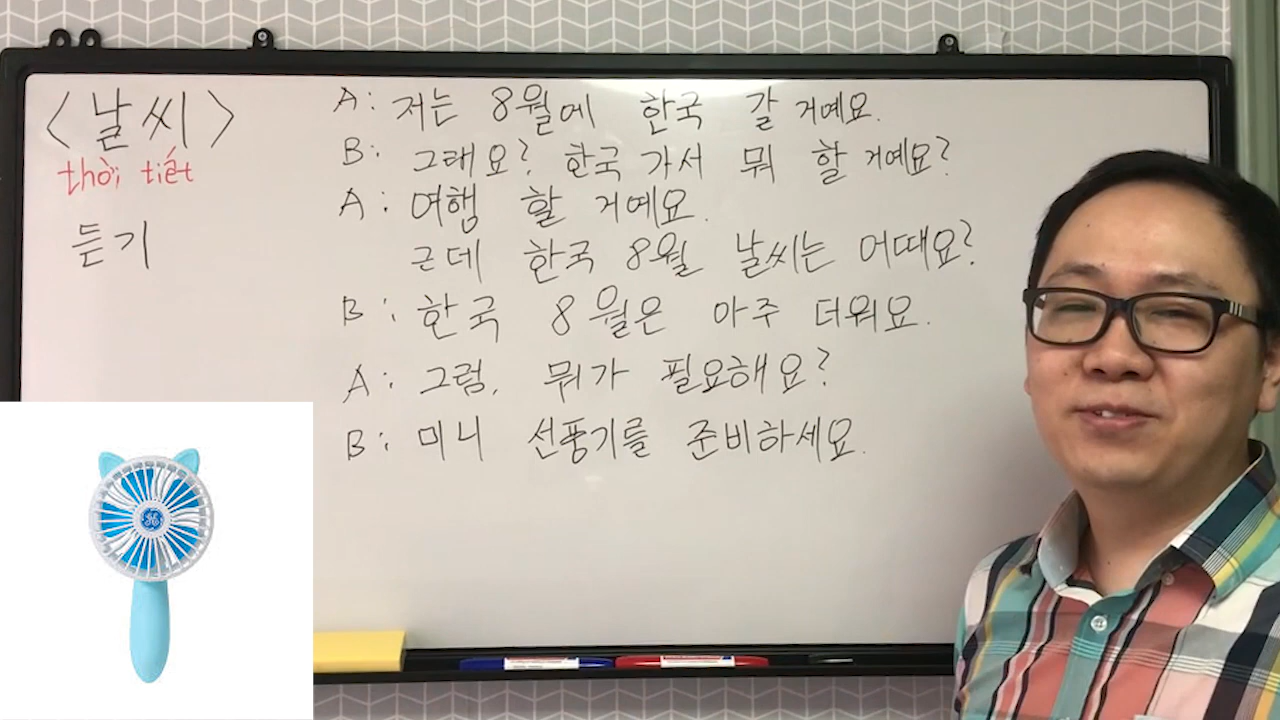 <날씨>
thời tiết
듣기
A: 저는 8월에 한국 갈 거예요.
B: 그래요? 한국 가서 뭐 할 거예요?
A: 여행 할 거예요.
근데 한국 8월 날씨는 어때요?
B: 한국 8월은 아주 더워요.
A: 그럼, 뭐가 필요해요?
B: 미니 선풍기를 준비하세요.